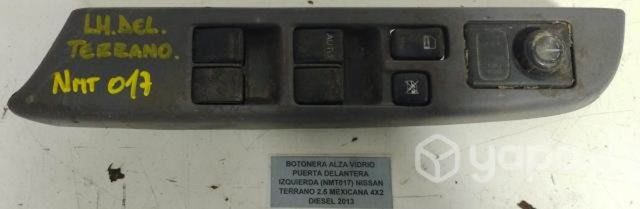 LH. DEL.
TERRANO.
NMT 017
AUTO
BOTONERA ALZA VIDRIO
PUERTA DELANTERA
IZQUIERDA (NMT017) NISSAN
TERRANO 2.5 MEXICANA 4X2
DIESEL 2013
yapo